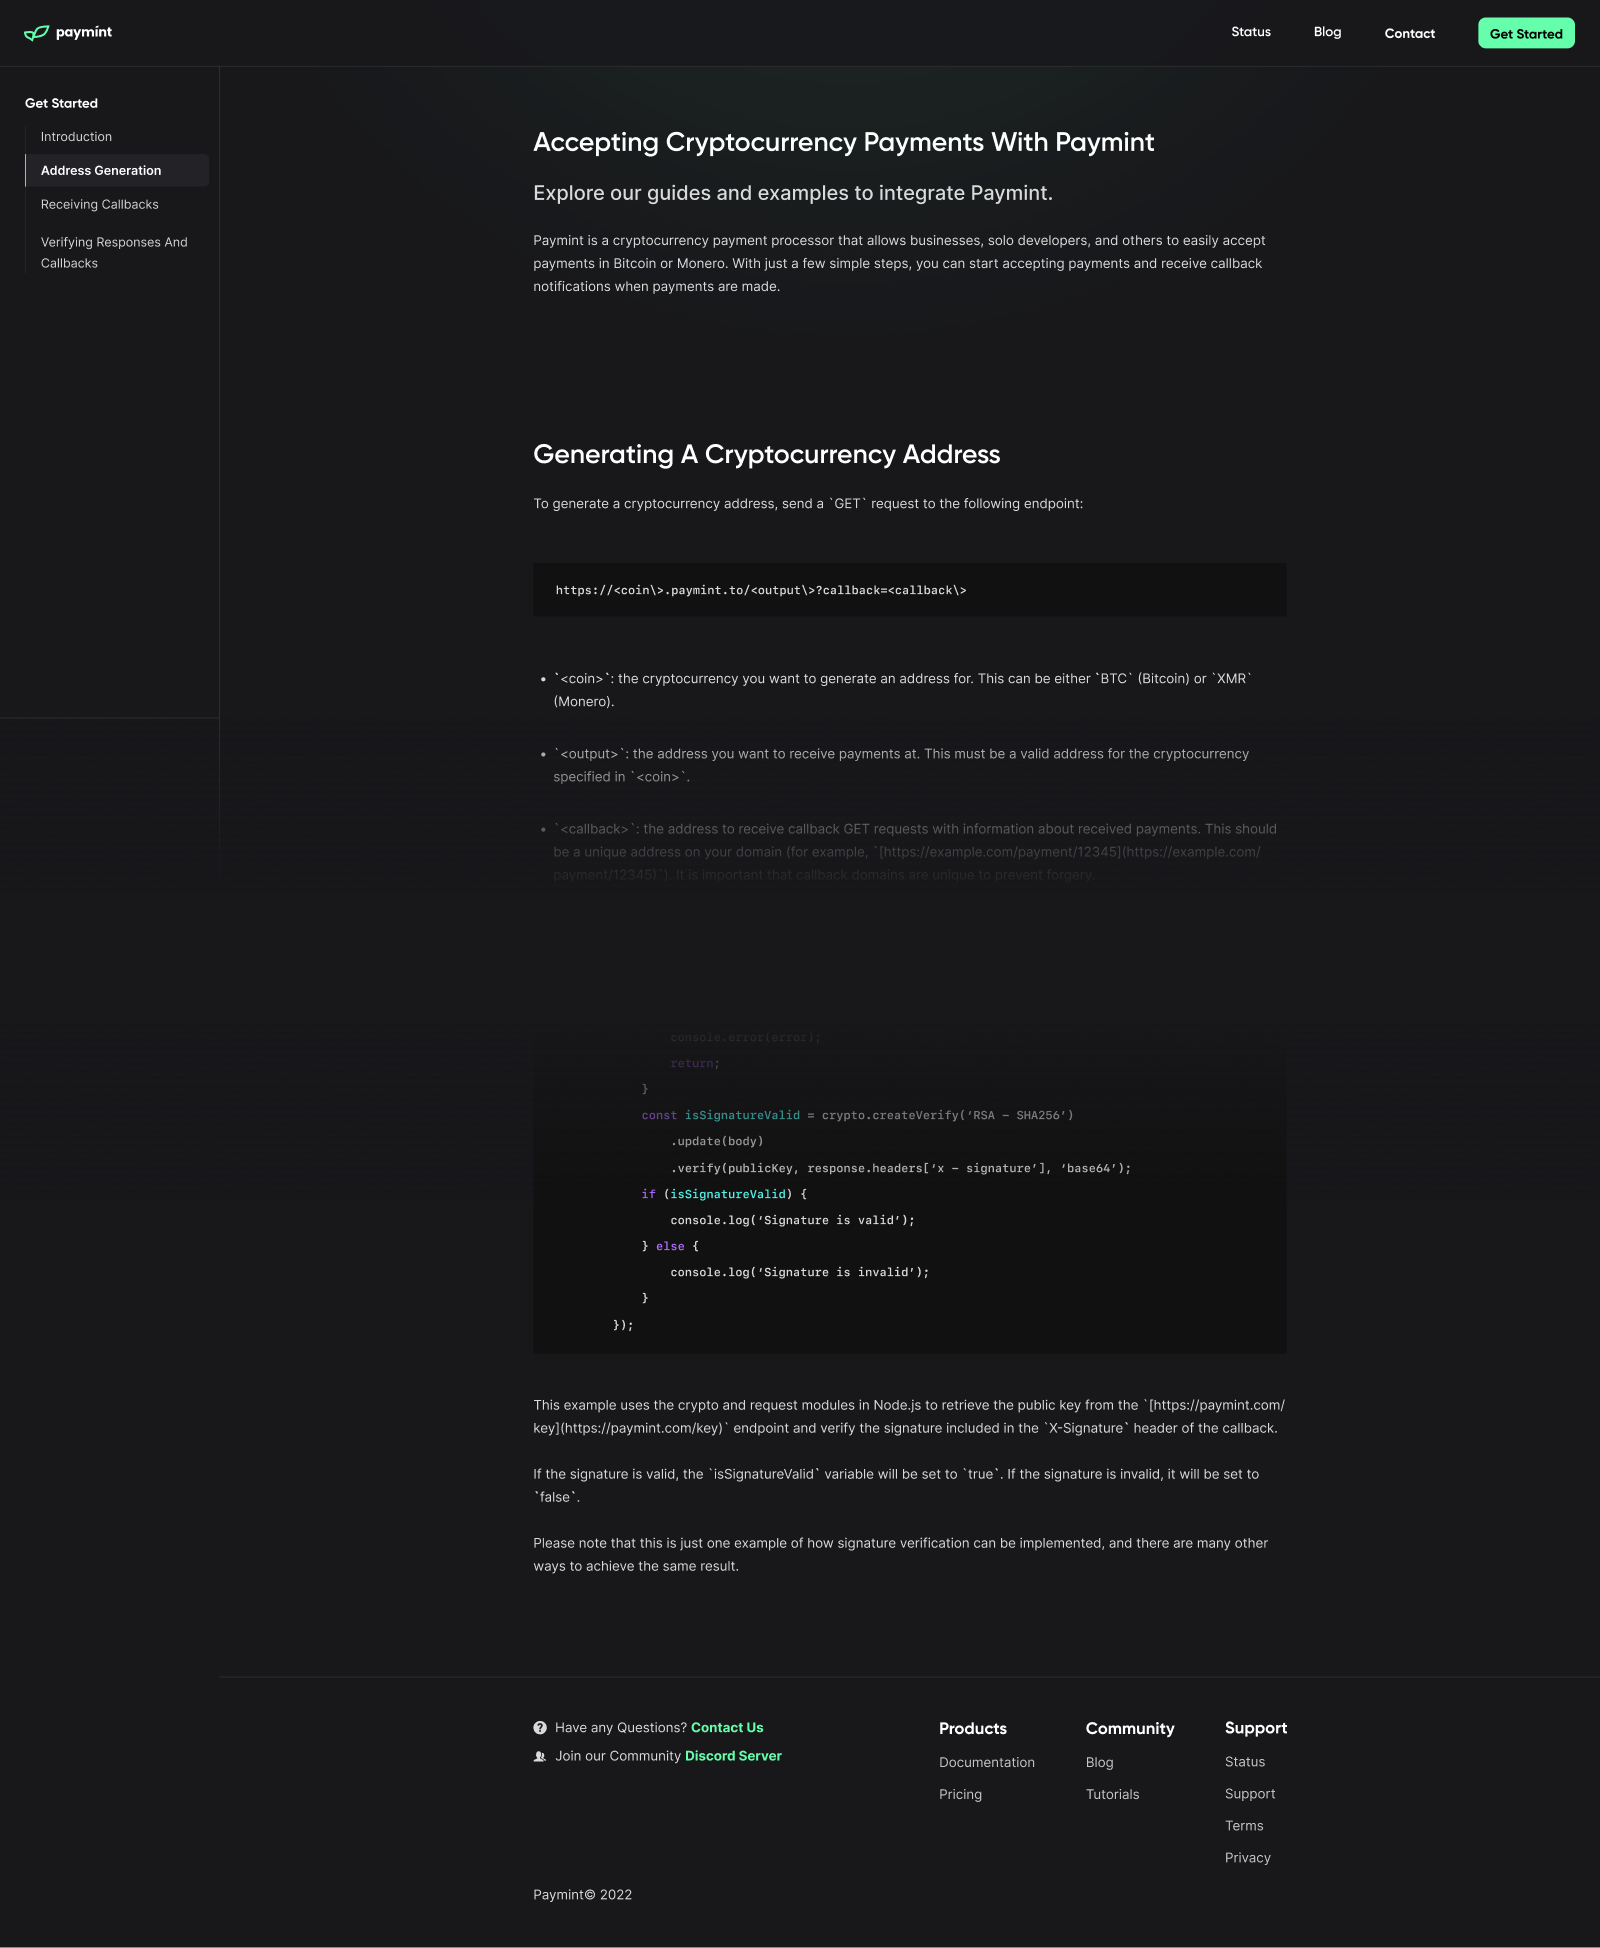 paymint
Status
Blog
Contact
Get Started
Get Started
Introduction
Address Generation
Receiving Callbacks
Verifying Responses And
Callbacks
Accepting Cryptocurrency Payments With Paymint
Explore our guides and examples to integrate Paymint.
Paymint is a cryptocurrency payment processor that allows businesses, solo developers, and others to easily accept
payments in Bitcoin or Monero. With just a few simple steps, you can start accepting payments and receive callback
notifications when payments are made.
Generating A Cryptocurrency Address
To generate a cryptocurrency address, send a `GET` request to the following endpoint:
https://<coin\>.paymint.to/<output\>?callback=<callback\>
• `<coin>`: the cryptocurrency you want to generate an address for. This can be either `BTC` (Bitcoin) or `XMR`
(Monero).
• `<output>`: the address you want to receive payments at. This must be a valid address for the cryptocurrency
specified in `<coin>`.
• `<callback>`: the address to receive callback GET requests with information about received payments. This should
be a unique address on your domain (for example, `[https://example.com/payment/12345](https://example.com/
payment/12345)`). It is important that callback domains are unique to prevent forgery.
console.error(error);
return;
}
const isSignatureValid = crypto.createVerify(‘RSA – SHA256’)
.update(body)
.verify(publicKey, response.headers[‘x – signature’], ‘base64’);
if (isSignatureValid) {
console.log(‘Signature is valid’);
} else {
console.log(‘Signature is invalid’);
}
});
This example uses the crypto and request modules in Node.js to retrieve the public key from the `[https://paymint.com/
key](https://paymint.com/key)` endpoint and verify the signature included in the `X-Signature` header of the callback.
If the signature is valid, the `isSignatureValid` variable will be set to `true`. If the signature is invalid, it will be set to
`false`.
Please note that this is just one example of how signature verification can be implemented, and there are many other
ways to achieve the same result.
Have any Questions? Contact Us
Join our Community Discord Server
Products
Documentation
Pricing
Community
Blog
Tutorials
Support
Status
Support
Terms
Privacy
Paymint© 2022